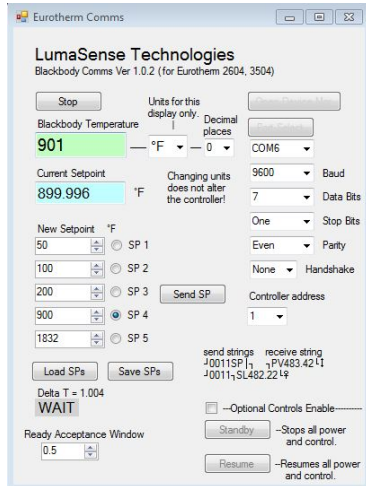 Eurotherm Comms
LumaSense Technologies
Blackbody Comms Ver 1.0.2 (for Eurotherm 2604, 3504)
Stop
Units for this
display only.
Decimal
places
Blackbody Temperature
901
°F
0
COM6
Current Setpoint
899.996
°F
Changing units
does not alter
the controller!
9600 Baud
7 Data Bits
One Stop Bits
Even Parity
None Handshake
New Setpoint °F
50 SP 1
100 SP 2
200 SP 3
900 SP 4
1832 SP 5
Send SP
Controller address
1
Load SPs Save SPs
send strings receive string
0011SP PV483.42
0011 SL482.22
Delta T = 1.004
WAIT
Ready Acceptance Window
0.5
---Optional Controls Enable----------
Standby --Stops all power
and control.
Resume --Resumes all power
and control.